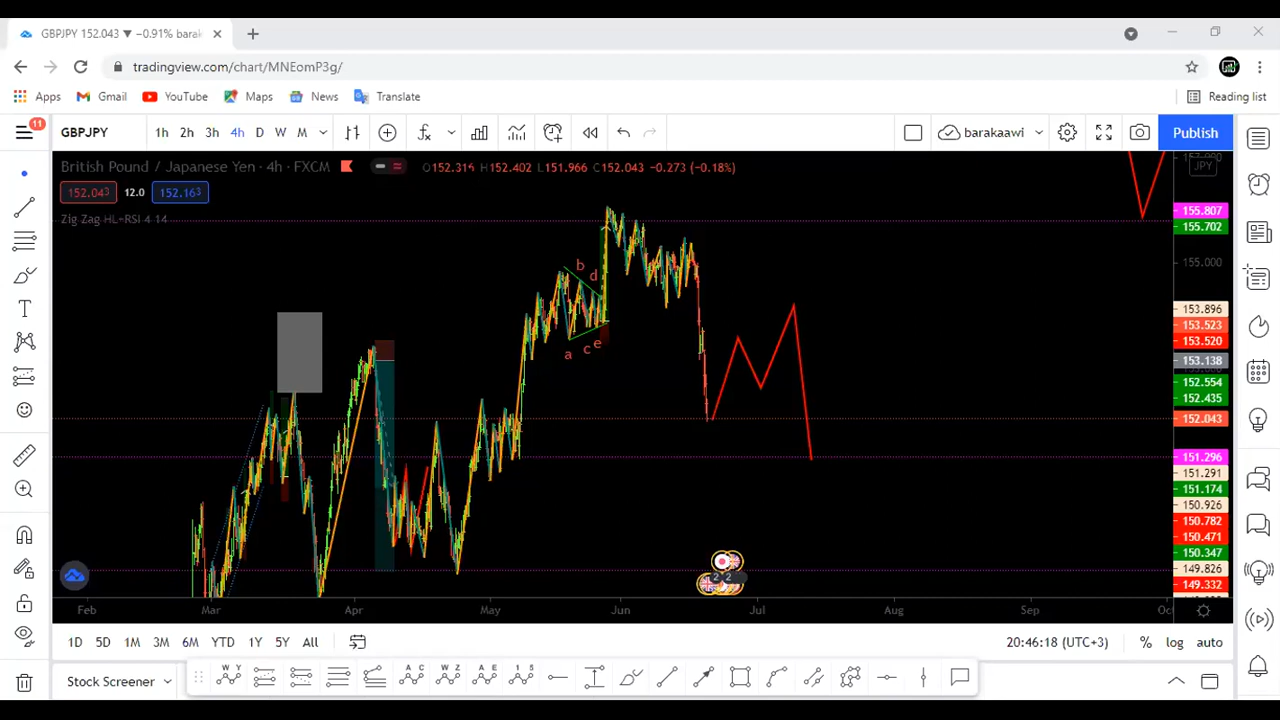 GBPJPY 152.043 ▼ −0.91% barak
tradingview.com/chart/MNEomP3g/
Apps Gmail YouTube Maps News Translate Reading list
11
GBPJPY 1h 2h 3h 4h D W M barakaawi Publish
British Pound / Japanese Yen · 4h · FXCM O152.316 H152.402 L151.966 C152.043 −0.273 (−0.18%)
JPY
152.043 12.0 152.163
Zig Zag HL-RSI 4 14
155.807
155.702
155.000
b
d
153.896
153.523
153.520
a c e
153.138
152.554
152.435
152.043
151.296
151.291
151.174
150.926
150.782
150.471
150.347
149.826
149.332
2 2
Feb Mar Apr May Jun Jul Aug Sep
1D 5D 1M 3M 6M YTD 1Y 5Y All 20:46:18 (UTC+3) % log auto
Stock Screener
W Y A C W Z A E 1 5